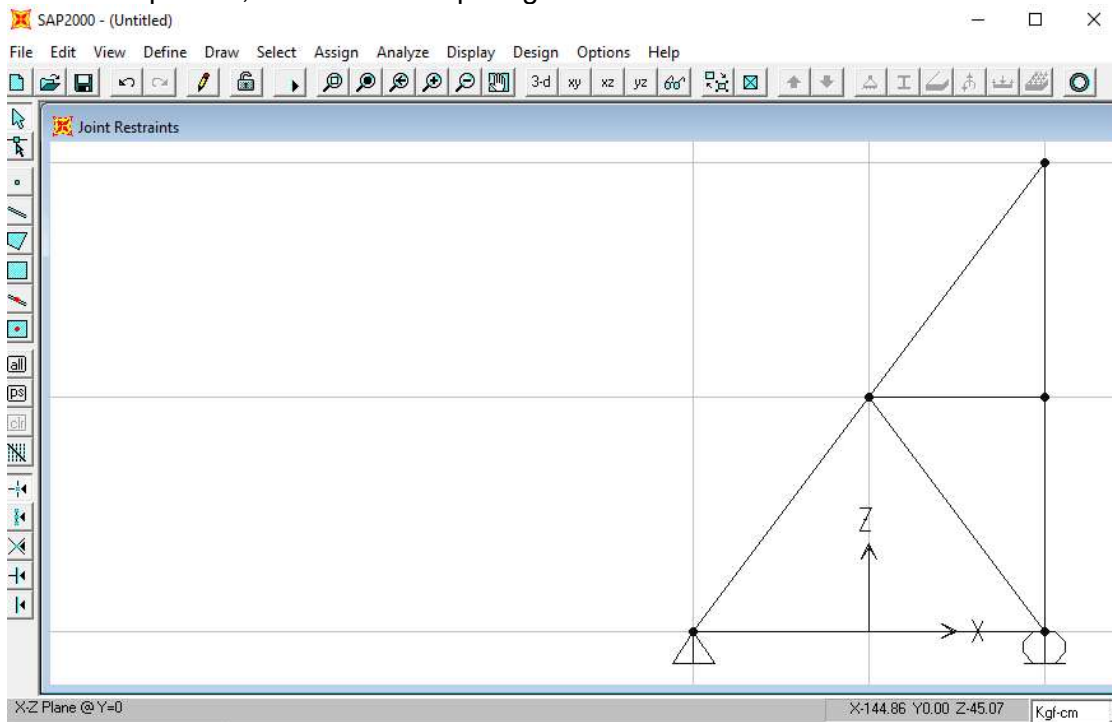 SAP2000 - (Untitled)
File Edit View Define Draw Select Assign Analyze Display Design Options Help
3-d xy xz yz
Joint Restraints
all
ps
clr
Z
X
X-Z Plane @ Y=0 X-144.86 Y0.00 Z-45.07 Kgf-cm